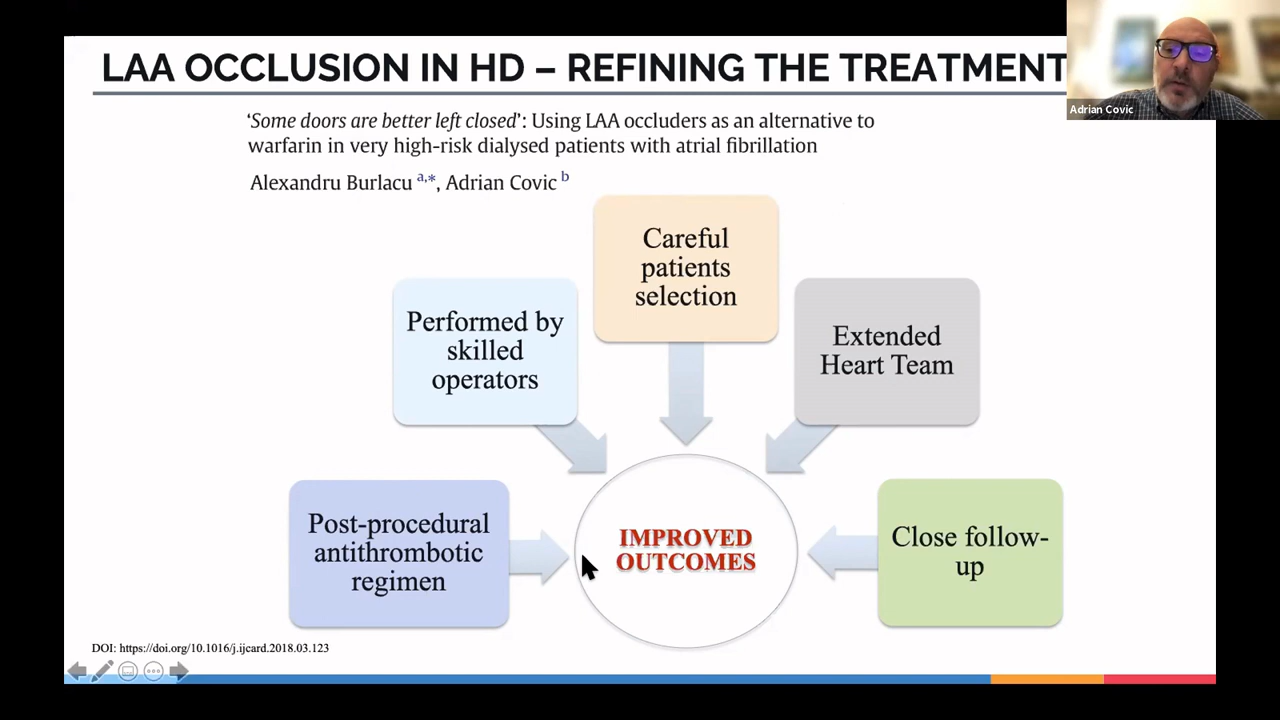 LAA OCCLUSION IN HD – REFINING THE TREATMENT
Adrian Covic
'Some doors are better left closed': Using LAA occluders as an alternative to
warfarin in very high-risk dialysed patients with atrial fibrillation
Alexandru Burlacu a,*, Adrian Covic b
Careful
patients
selection
Performed by
skilled
operators
Extended
Heart Team
Post-procedural
antithrombotic
regimen
IMPROVED
OUTCOMES
Close follow-
up
DOI: https://doi.org/10.1016/j.ijcard.2018.03.123